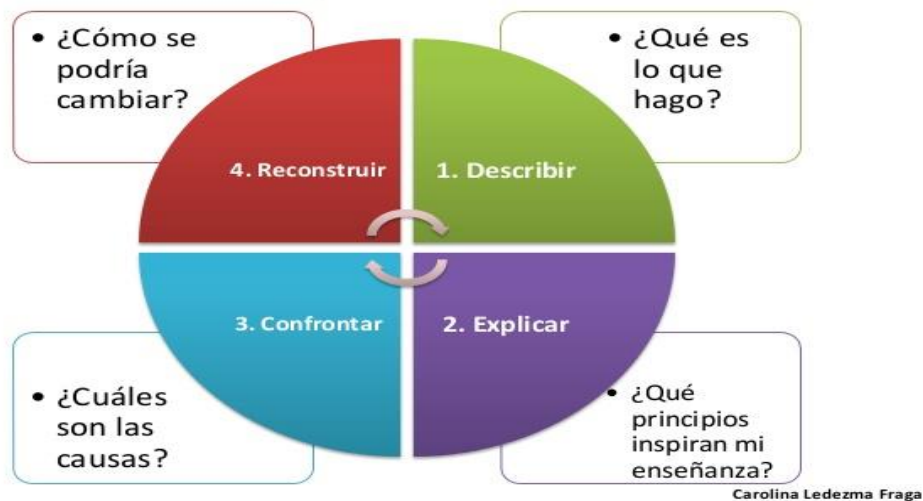 • ¿Cómo se
podría
cambiar?
• ¿Qué es
lo que
hago?
4. Reconstruir
1. Describir
3. Confrontar
2. Explicar
• ¿Cuáles
son las
causas?
• ¿Qué
principios
inspiran mi
enseñanza?
Carolina Ledezma Fraga